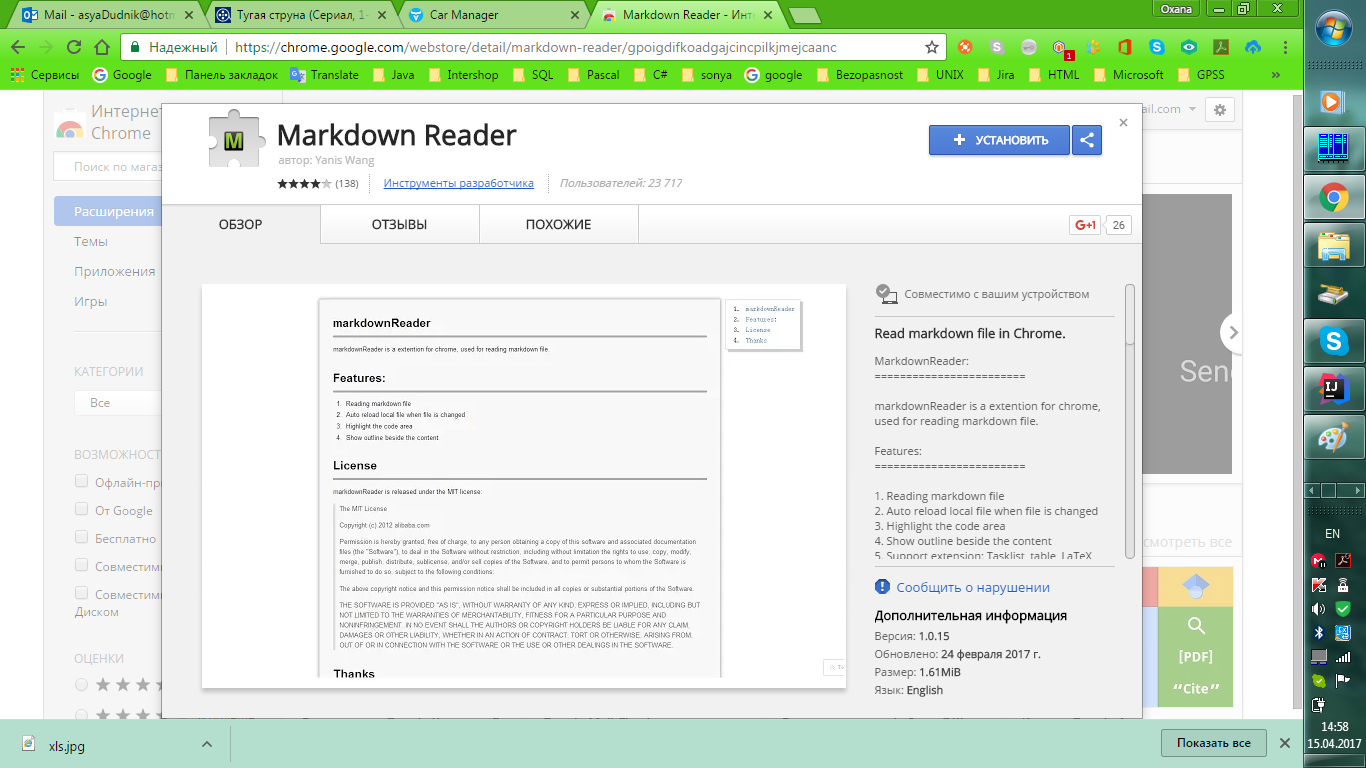 Mail - asyaDudnik@hotm
Тугая струна (Сериал, 1-
Car Manager
Markdown Reader - Инте
Oxana
Надежный
https://chrome.google.com/webstore/detail/markdown-reader/gpoigdifkoadgajcincpilkjmejcaanc
1
Сервисы Google Панель закладок Translate Java Intershop SQL Pascal C# sonya google Bezopasnost UNIX Jira HTML Microsoft GPSS »
Интернет
Chrome
Поиск по мага
Расширения
Темы
Приложения
Игры
КАТЕГОРИИ
Все
ВОЗМОЖНОСТ
Офлайн-пр
От Google
Бесплатно
Совместим
Совместим
Диском
ОЦЕНКИ
ail.com
Markdown Reader
автор: Yanis Wang
(138)
Инструменты разработчика
Пользователей: 23 717
УСТАНОВИТЬ
ОБЗОР
ОТЗЫВЫ
ПОХОЖИЕ
G+1
26
markdownReader
markdownReader is a extention for chrome, used for reading markdown file.
Features:
1. Reading markdown file
2. Auto reload local file when file is changed
3. Highlight the code area
4. Show outline beside the content
License
markdownReader is released under the MIT license:
The MIT License
Copyright (c) 2012 alibaba.com
Permission is hereby granted, free of charge, to any person obtaining a copy of this software and associated documentation
files (the "Software"), to deal in the Software without restriction, including without limitation the rights to use, copy, modify,
merge, publish, distribute, sublicense, and/or sell copies of the Software, and to permit persons to whom the Software is
furnished to do so, subject to the following conditions:
The above copyright notice and this permission notice shall be included in all copies or substantial portions of the Software.
THE SOFTWARE IS PROVIDED "AS IS", WITHOUT WARRANTY OF ANY KIND, EXPRESS OR IMPLIED, INCLUDING BUT
NOT LIMITED TO THE WARRANTIES OF MERCHANTABILITY, FITNESS FOR A PARTICULAR PURPOSE AND
NONINFRINGEMENT. IN NO EVENT SHALL THE AUTHORS OR COPYRIGHT HOLDERS BE LIABLE FOR ANY CLAIM,
DAMAGES OR OTHER LIABILITY, WHETHER IN AN ACTION OF CONTRACT, TORT OR OTHERWISE, ARISING FROM,
OUT OF OR IN CONNECTION WITH THE SOFTWARE OR THE USE OR OTHER DEALINGS IN THE SOFTWARE.
Thanks
1. markdownReader
2. Features:
3. License
4. Thanks
Совместимо с вашим устройством
Read markdown file in Chrome.
MarkdownReader:
========================
markdownReader is a extention for chrome,
used for reading markdown file.
Features:
========================
1. Reading markdown file
2. Auto reload local file when file is changed
3. Highlight the code area
4. Show outline beside the content
5. Support extension: Tasklist, table, LaTeX
Сообщить о нарушении
Дополнительная информация
Версия: 1.0.15
Обновлено: 24 февраля 2017 г.
Размер: 1.61MiB
Язык: English
Send
смотреть все
[PDF]
“Cite”
xls.jpg
Показать все
EN
14:58
15.04.2017